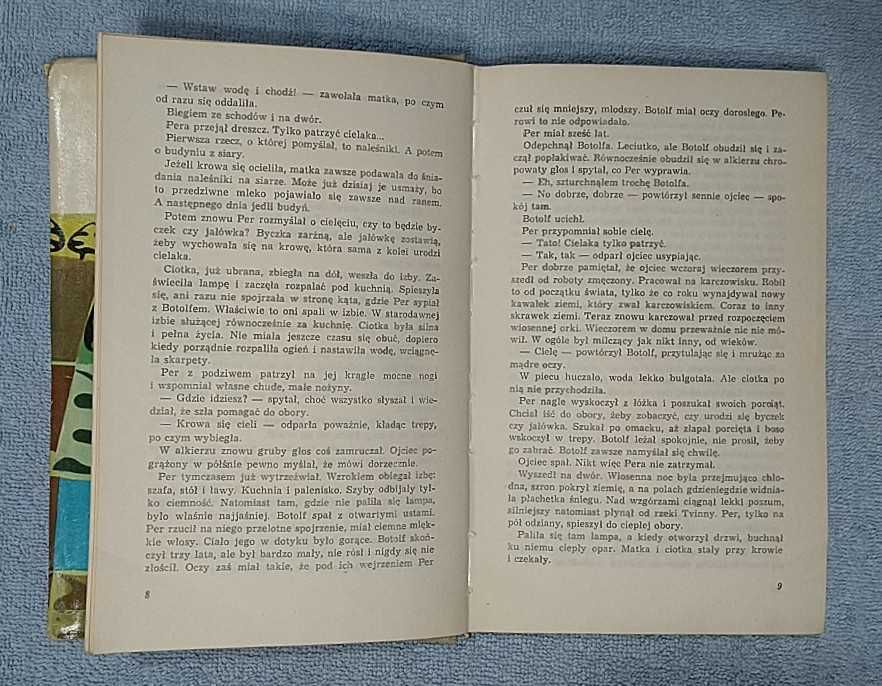 — Wstaw wodę i chodź! — zawołała matka, po czym
od razu się oddaliła.
Biegiem ze schodów i na dwór.
Pera przejął dreszcz. Tylko patrzyć cielaka...
Pierwsza rzecz, o której pomyślał, to naleśniki. A potem
o budyniu z siary.
Jeżeli krowa się ocieliła, matka zawsze podawała do śnia-
dania naleśniki na siarze. Może już dzisiaj je usmaży, bo
to przedziwne mleko pojawiało się zawsze nad ranem.
A następnego dnia jedli budyń.
Potem znowu Per rozmyślał o cielęciu, czy to będzie by-
czek czy jałówka? Byczka zarżną, ale jałówkę zostawią,
żeby wychowała się na krowę, która sama z kolei urodzi
cielaka.
Ciotka, już ubrana, zbiegła na dół, weszła do izby. Za-
świeciła lampę i zaczęła rozpalać pod kuchnią. Spieszyła
się, ani razu nie spojrzała w stronę kąta, gdzie Per sypiał
z Botolfem. Właściwie to oni spali w izbie. W starodawnej
izbie służącej równocześnie za kuchnię. Ciotka była silna
i pełna życia. Nie miała jeszcze czasu się obuć, dopiero
kiedy porządnie rozpaliła ogień i nastawiła wodę, wciągnę-
ła skarpety.
Per z podziwem patrzył na jej krągłe mocne nogi
i wspomniał własne chude, małe nożyny.
— Gdzie idziesz? — spytał, choć wszystko słyszał i wie-
dział, że szła pomagać do obory.
— Krowa się cieli — odparła poważnie, kładąc trepy,
po czym wybiegła.
W alkierzu znowu gruby głos coś zamruczał. Ojciec po-
grążony w półśnie pewno myślał, że mówi dorzecznie.
Per tymczasem już wytrzeźwiał. Wzrokiem obiegał izbę:
szafa, stół i ławy. Kuchnia i palenisko. Szyby odbijały tyl-
ko ciemność. Natomiast tam, gdzie nie paliła się lampa,
było właśnie najjaśniej. Botolf spał z otwartymi ustami.
Per rzucił na niego przelotne spojrzenie, miał ciemne mięk-
kie włosy. Ciało jego w dotyku było gorące. Botolf skoń-
czył trzy lata, ale był bardzo mały, nie rósł i nigdy się nie
złościł. Oczy zaś miał takie, że pod ich wejrzeniem Per
8
czuł się mniejszy, młodszy. Botolf miał oczy dorosłego. Pe-
rowi to nie odpowiadało.
Per miał sześć lat.
Odepchnął Botolfa. Leciutko, ale Botolf obudził się i za-
czął popłakiwać. Równocześnie obudził się w alkierzu chro-
powaty głos i spytał, co Per wyprawia.
— Eh, szturchnąłem trochę Botolfa.
— No dobrze, dobrze — powtórzył sennie ojciec — spo-
kój tam.
Botolf ucichł.
Per przypomniał sobie cielę.
— Tato! Cielaka tylko patrzyć.
— Tak, tak — odparł ojciec usypiając.
Per dobrze pamiętał, że ojciec wczoraj wieczorem przy-
szedł od roboty zmęczony. Pracował na karczowisku. Robił
to od początku świata, tylko że co roku wynajdywał nowy
kawałek ziemi, który zwał karczowiskiem. Coraz to inny
skrawek ziemi. Teraz znowu karczował przed rozpoczęciem
wiosennej orki. Wieczorem w domu przeważnie nic nie mó-
wił. W ogóle był milczący jak nikt inny, od wieków.
— Cielę — powtórzył Botolf, przytulając się i mrużąc za
mądre oczy.
W piecu huczało, woda lekko bulgotała. Ale ciotka po
nią nie przychodziła.
Per nagle wyskoczył z łóżka i poszukał swoich porciąt.
Chciał iść do obory, żeby zobaczyć, czy urodzi się byczek
czy jałówka. Szukał po omacku, aż złapał porcięta i boso
wskoczył w trepy. Botolf leżał spokojnie, nie prosił, żeby
go zabrać. Botolf zawsze namyślał się chwilę.
Ojciec spał. Nikt więc Pera nie zatrzymał.
Wyszedł na dwór. Wiosenna noc była przejmująco chło-
dna, szron pokrył ziemię, a na polach gdzieniegdzie widnia-
ła płachetka śniegu. Nad wzgórzami ciągnął lekki poszum,
silniejszy natomiast płynął od rzeki Tvinny. Per, tylko na
pół odziany, spieszył do ciepłej obory.
Paliła się tam lampa, a kiedy otworzył drzwi, buchnął
ku niemu ciepły opar. Matka i ciotka stały przy krowie
i czekały.
9